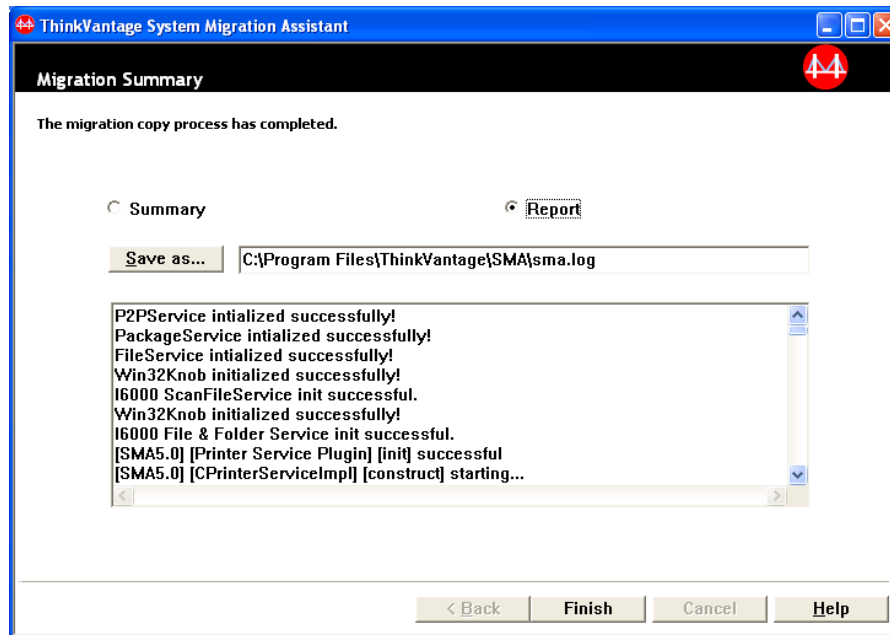 ThinkVantage System Migration Assistant
Migration Summary
The migration copy process has completed.
Summary
Report
Save as...
C:\Program Files\ThinkVantage\SMA\sma.log
P2PService intialized successfully!
PackageService intialized successfully!
FileService intialized successfully!
Win32Knob initialized successfully!
I6000 ScanFileService init successful.
Win32Knob initialized successfully!
I6000 File & Folder Service init successful.
[SMA5.0] [Printer Service Plugin] [init] successful
[SMA5.0] [CPrinterServiceImpl] [construct] starting...
< Back
Finish
Cancel
Help